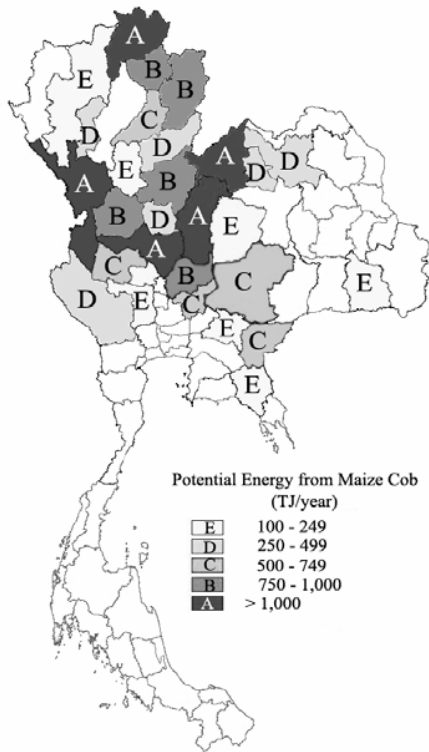 A
B
E
B
C
D
D
A
D
D
E
A
B
B
A
D
E
A
C
B
C
D
E
C
E
E
C
E
Potential Energy from Maize Cob
(TJ/year)
E 100 - 249
D 250 - 499
C 500 - 749
B 750 - 1,000
A > 1,000